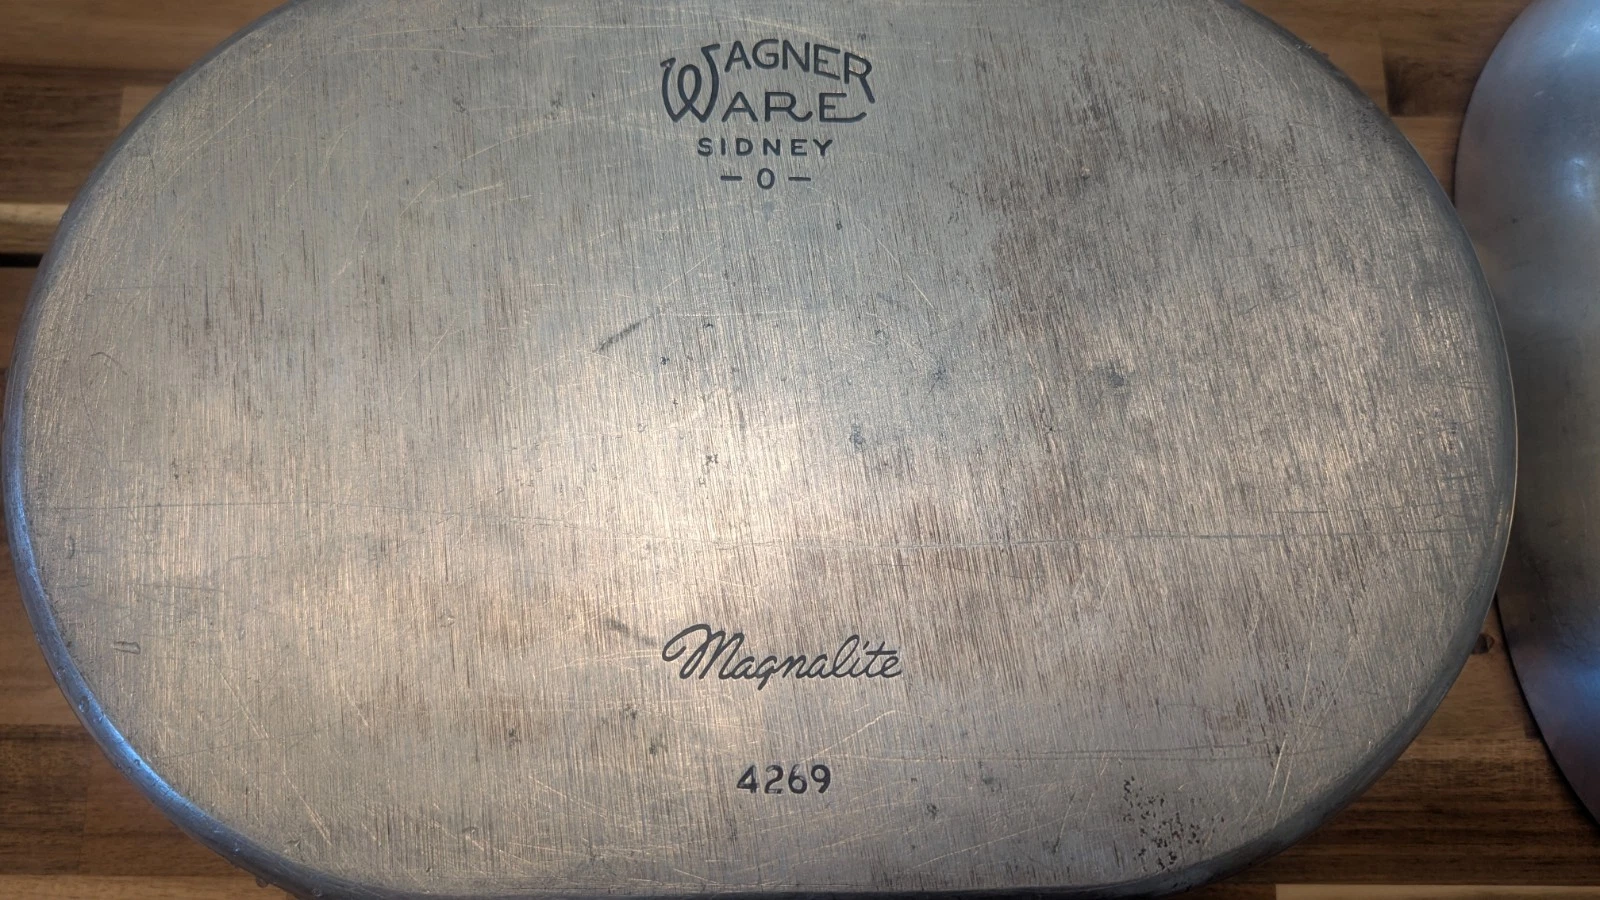 WAGNER
WARE
SIDNEY
-O-
Magnalite
4269